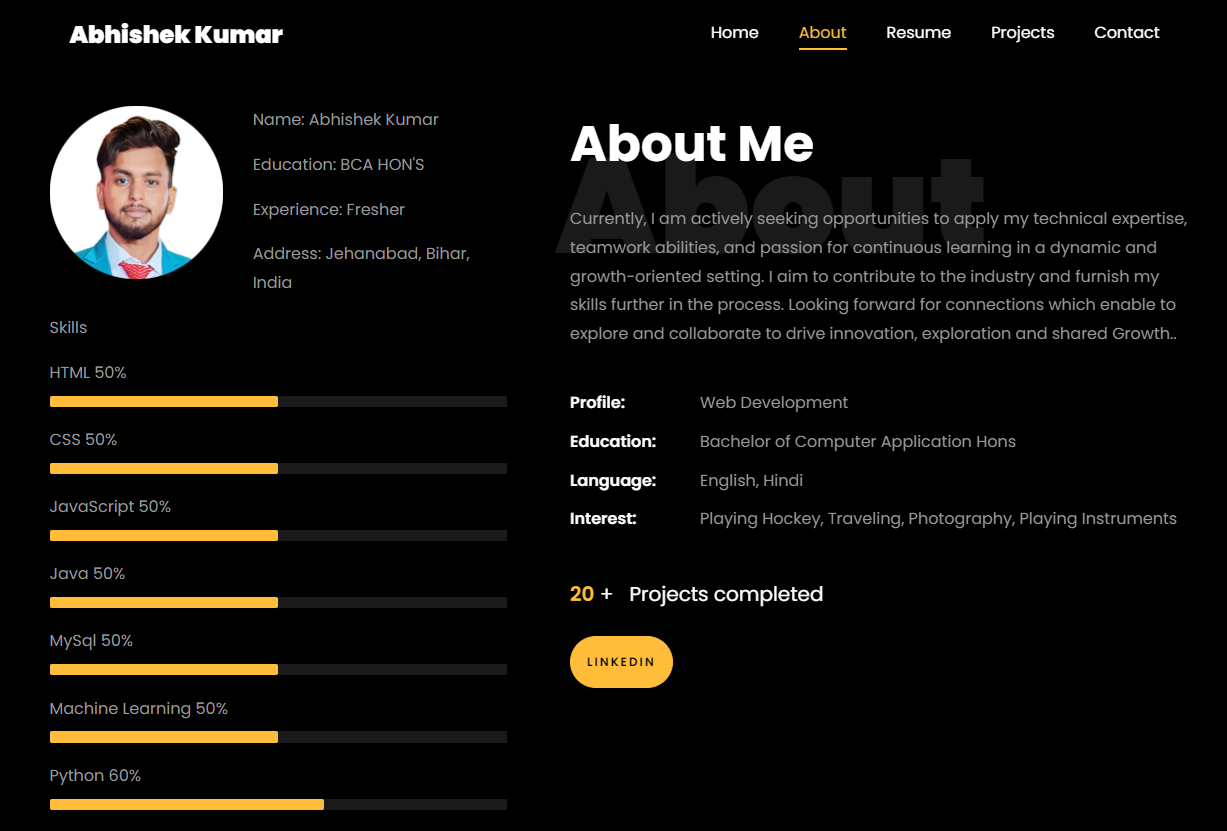 Abhishek Kumar
Home About Resume Projects Contact
Name: Abhishek Kumar
Education: BCA HON'S
Experience: Fresher
Address: Jehanabad, Bihar,
India
Skills
HTML 50%
CSS 50%
JavaScript 50%
Java 50%
MySql 50%
Machine Learning 50%
Python 60%
About Me
About
Currently, I am actively seeking opportunities to apply my technical expertise,
teamwork abilities, and passion for continuous learning in a dynamic and
growth-oriented setting. I aim to contribute to the industry and furnish my
skills further in the process. Looking forward for connections which enable to
explore and collaborate to drive innovation, exploration and shared Growth..
Profile: Web Development
Education: Bachelor of Computer Application Hons
Language: English, Hindi
Interest: Playing Hockey, Traveling, Photography, Playing Instruments
20 + Projects completed
LINKEDIN